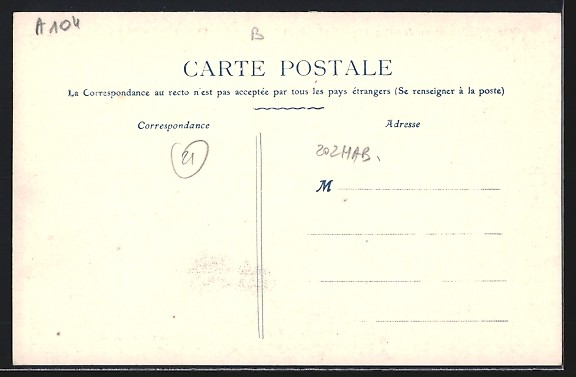 A 104
B
CARTE POSTALE
La Correspondance au recto n'est pas acceptée par tous les pays étrangers (Se renseigner à la poste)
Correspondance
Adresse
21
202HAB.
M